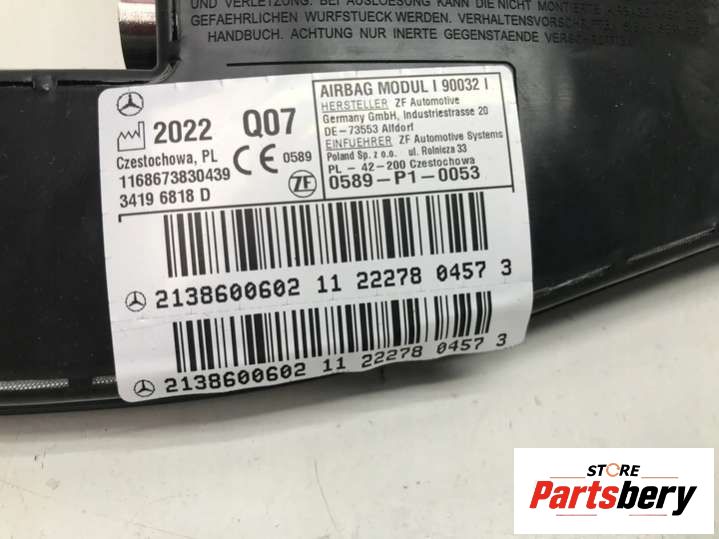 UND VERLETZUNG. BEI AUSLOESUNG KANN DIE NICHT MONTIERTE
GEFAEHRLICHEN WURFSTUECK WERDEN. VERHALTENSVORSCHRIFTEN
HANDBUCH. ACHTUNG NUR INERTE GEGENSTAENDE
2022 Q07
Czestochowa, PL
1168673830439
3419 6818 D
CE 0589
ZF
AIRBAG MODUL I 90032 I
HERSTELLER ZF Automotive
Germany GmbH, Industriestrasse 20
DE-73553 Alfdorf
EINFUEHRER ZF Automotive Systems
Poland Sp. z o.o. ul. Rolnicza 33
PL - 42-200 Czestochowa
0589-P1-0053
2138600602 11 22278 0457 3
2138600602 11 22278 0457 3
STORE
Partsbery